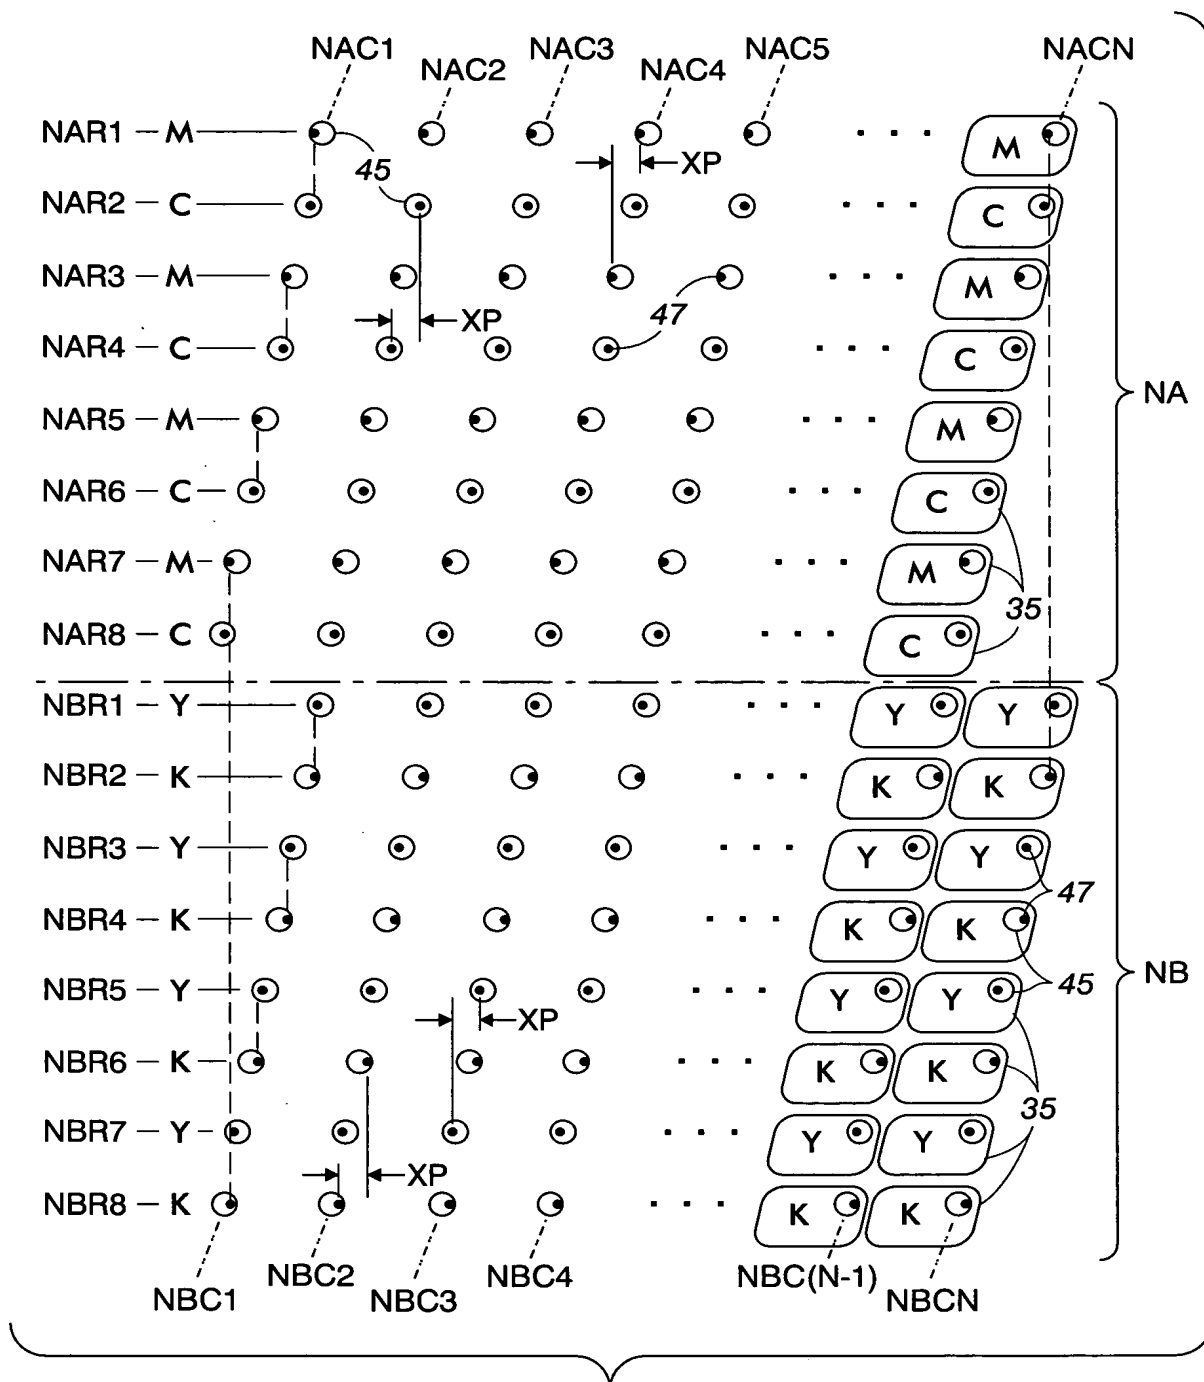 NAC1 NAC2 NAC3 NAC4 NAC5 NACN
NAR1 — M M
45 XP
NAR2 — C C
NAR3 — M M
XP 47
NAR4 — C C
NA
NAR5 — M M
NAR6 — C C
NAR7 — M M
35
NAR8 — C C
NBR1 — Y Y Y
NBR2 — K K K
NBR3 — Y Y Y
47
NBR4 — K K K
NB
45
NBR5 — Y Y Y
XP
NBR6 — K K K
35
NBR7 — Y Y Y
XP
NBR8 — K K K
NBC1 NBC2 NBC3 NBC4 NBC(N-1) NBCN